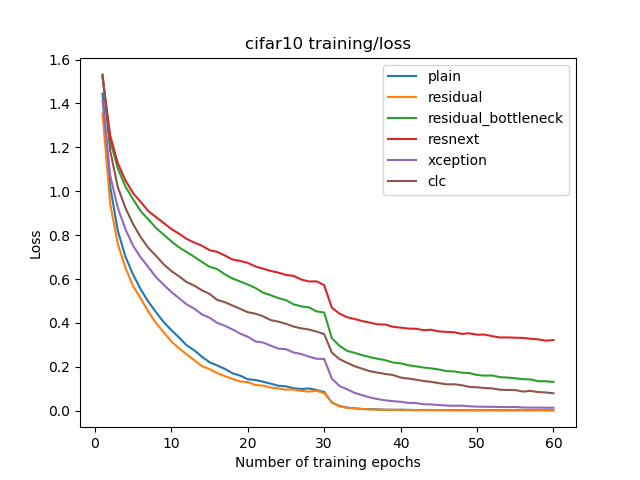 cifar10 training/loss
1.6
1.4
1.2
1.0
0.8
0.6
0.4
0.2
0.0
Loss
plain
residual
residual_bottleneck
resnext
xception
clc
0 10 20 30 40 50 60
Number of training epochs